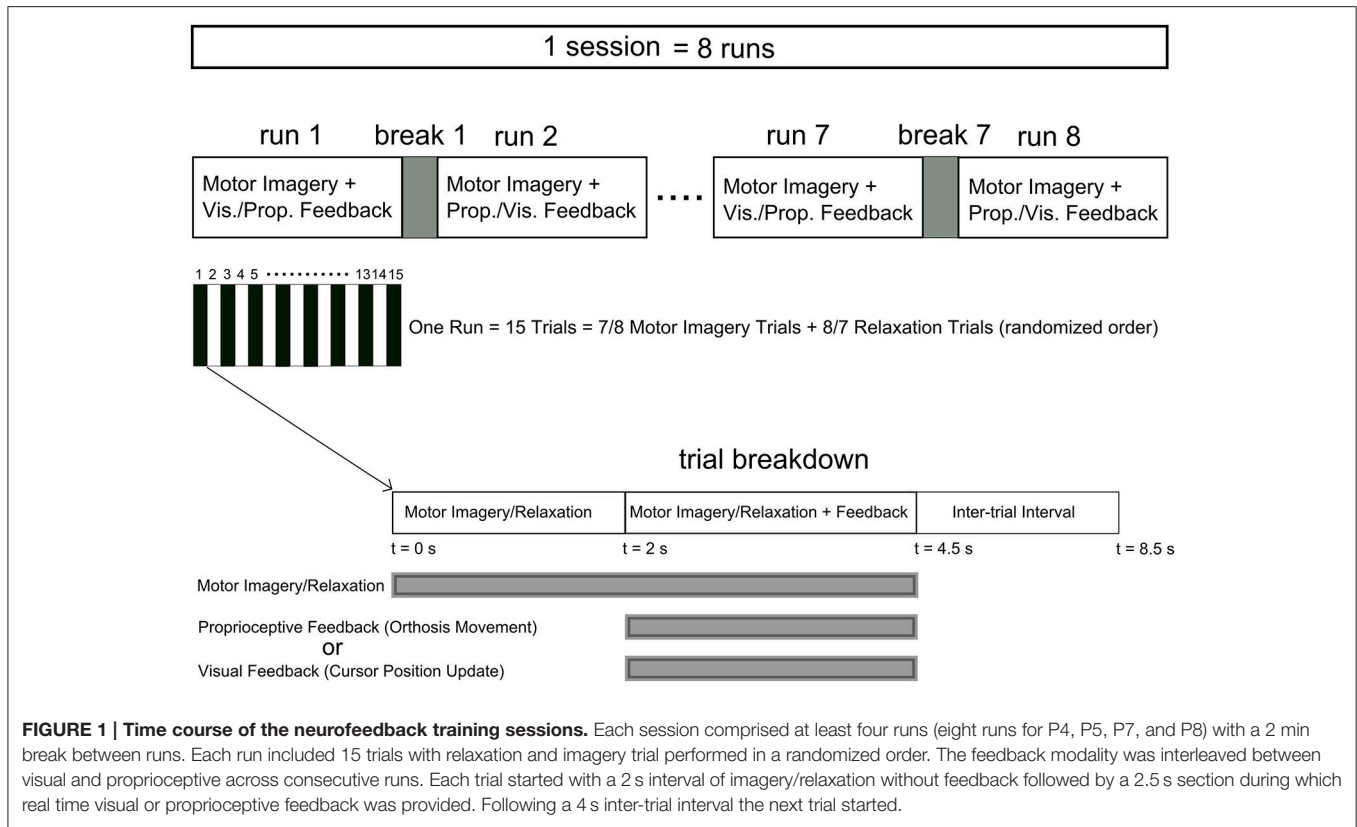 1 session = 8 runs
run 1 break 1 run 2 run 7 break 7 run 8
Motor Imagery + Vis./Prop. Feedback
Motor Imagery + Prop./Vis. Feedback
....
Motor Imagery + Vis./Prop. Feedback
Motor Imagery + Prop./Vis. Feedback
1 2 3 4 5 ........... 13 14 15
One Run = 15 Trials = 7/8 Motor Imagery Trials + 8/7 Relaxation Trials (randomized order)
trial breakdown
Motor Imagery/Relaxation Motor Imagery/Relaxation + Feedback Inter-trial Interval
t = 0 s t = 2 s t = 4.5 s t = 8.5 s
Motor Imagery/Relaxation
Proprioceptive Feedback (Orthosis Movement)
or
Visual Feedback (Cursor Position Update)
FIGURE 1 | Time course of the neurofeedback training sessions. Each session comprised at least four runs (eight runs for P4, P5, P7, and P8) with a 2 min
break between runs. Each run included 15 trials with relaxation and imagery trial performed in a randomized order. The feedback modality was interleaved between
visual and proprioceptive across consecutive runs. Each trial started with a 2 s interval of imagery/relaxation without feedback followed by a 2.5 s section during which
real time visual or proprioceptive feedback was provided. Following a 4 s inter-trial interval the next trial started.